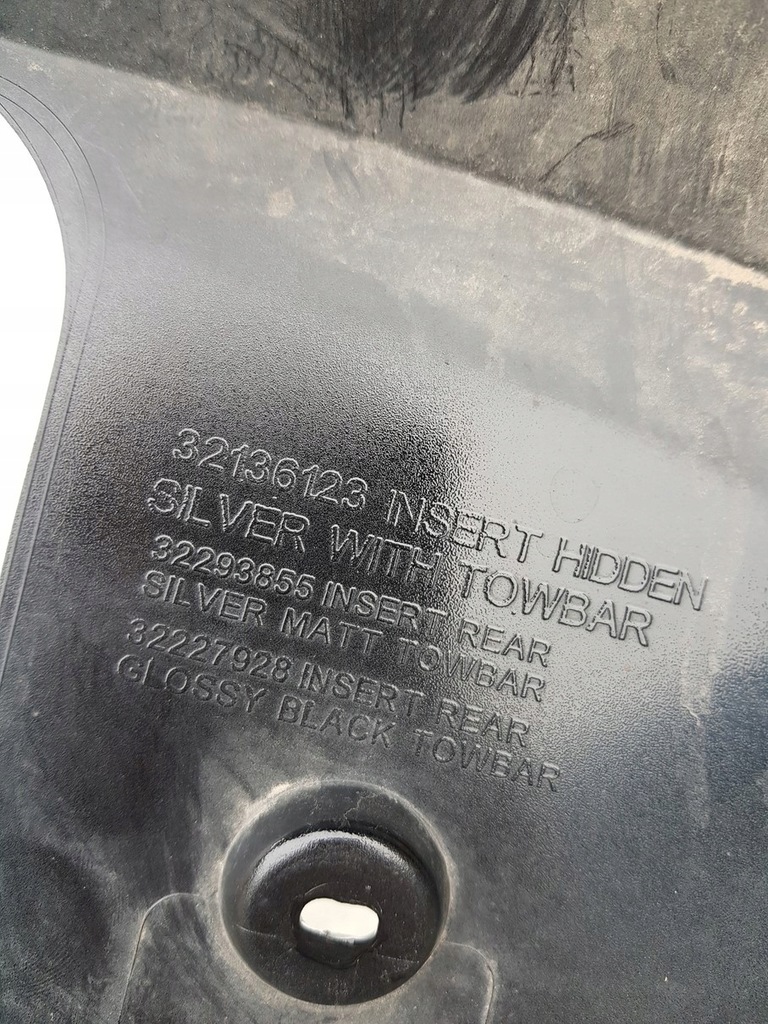 32136123 INSERT HIDDEN
SILVER WITH TOWBAR
32293855 INSERT REAR
SILVER MATT TOWBAR
32227928 INSERT REAR
GLOSSY BLACK TOWBAR